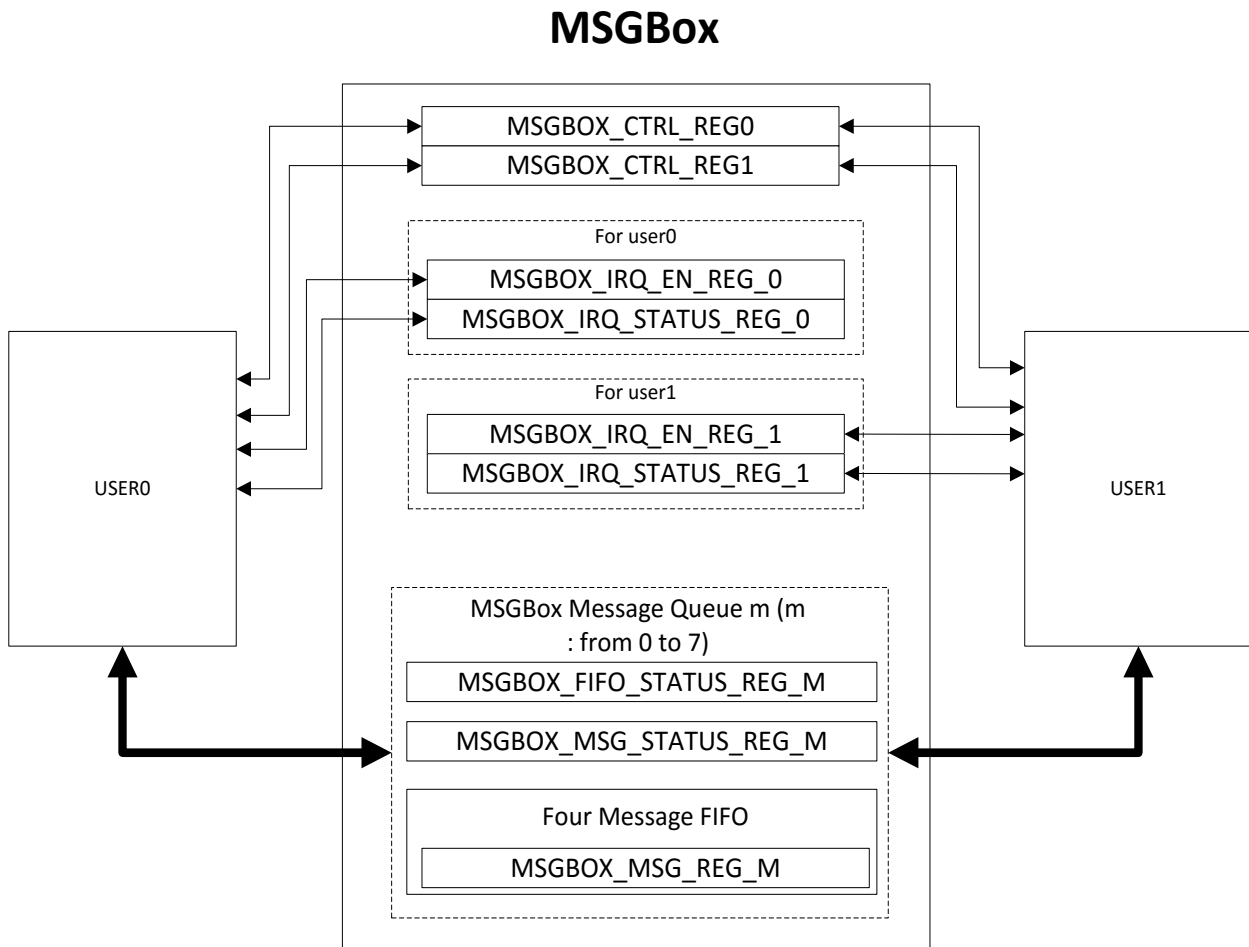 MSGBox
MSGBOX_CTRL_REG0
MSGBOX_CTRL_REG1
For user0
MSGBOX_IRQ_EN_REG_0
MSGBOX_IRQ_STATUS_REG_0
For user1
MSGBOX_IRQ_EN_REG_1
MSGBOX_IRQ_STATUS_REG_1
USER0
USER1
MSGBox Message Queue m (m
: from 0 to 7)
MSGBOX_FIFO_STATUS_REG_M
MSGBOX_MSG_STATUS_REG_M
Four Message FIFO
MSGBOX_MSG_REG_M